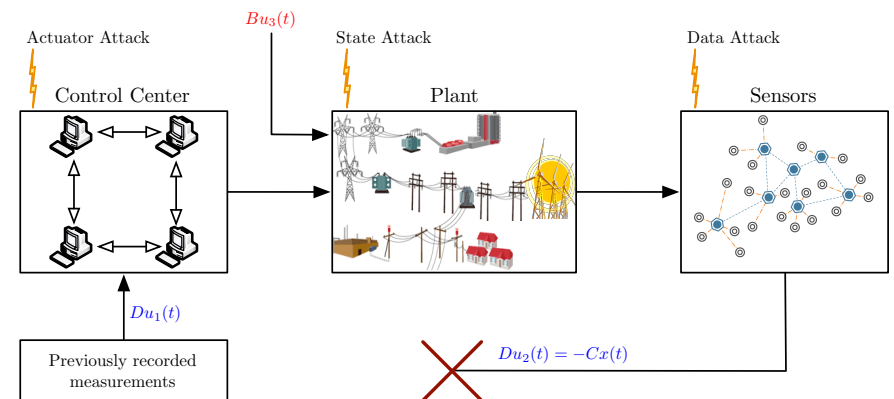 Bu₃(t)
Actuator Attack
State Attack
Data Attack
Control Center
Plant
Sensors
Du₁(t)
Du₂(t) = −Cx(t)
Previously recorded
measurements